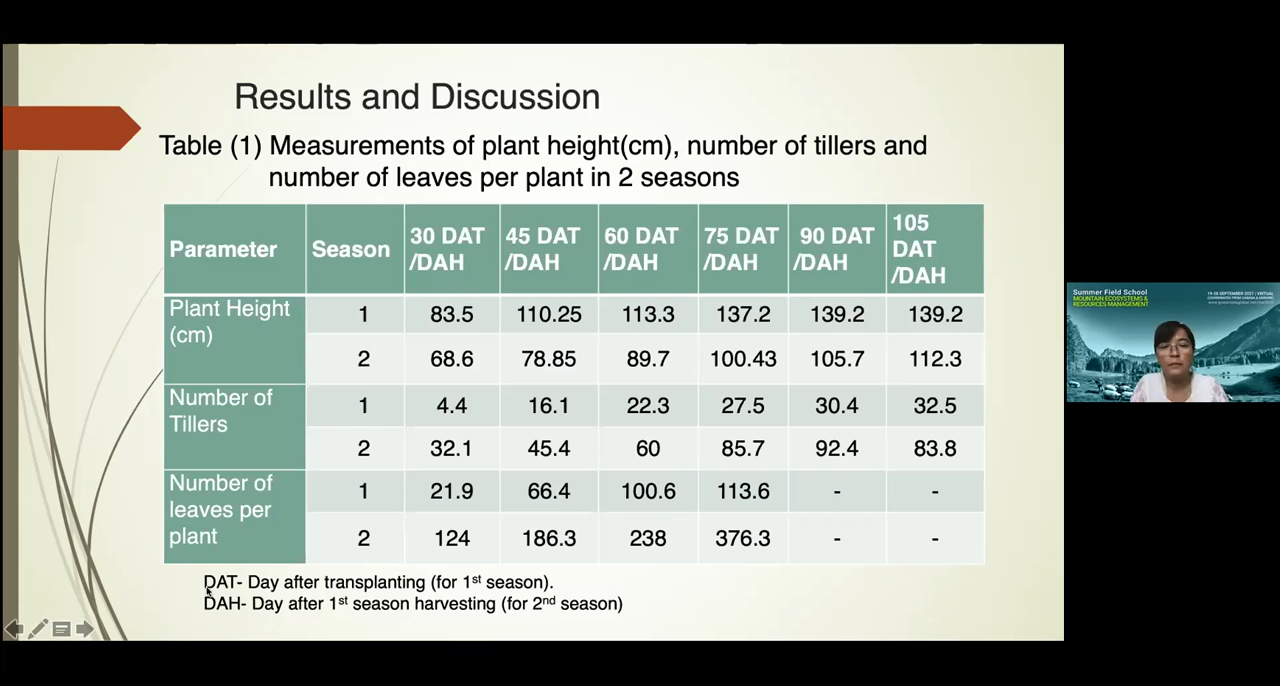 Results and Discussion
Table (1) Measurements of plant height(cm), number of tillers and
number of leaves per plant in 2 seasons
Parameter Season 30 DAT /DAH 45 DAT /DAH 60 DAT /DAH 75 DAT /DAH 90 DAT /DAH 105 DAT /DAH
Plant Height (cm) 1 83.5 110.25 113.3 137.2 139.2 139.2
2 68.6 78.85 89.7 100.43 105.7 112.3
Number of Tillers 1 4.4 16.1 22.3 27.5 30.4 32.5
2 32.1 45.4 60 85.7 92.4 83.8
Number of leaves per plant 1 21.9 66.4 100.6 113.6 - -
2 124 186.3 238 376.3 - -
DAT- Day after transplanting (for 1st season).
DAH- Day after 1st season harvesting (for 2nd season)
Summer Field School
MOUNTAIN ECOSYSTEMS &
RESOURCES MANAGEMENT